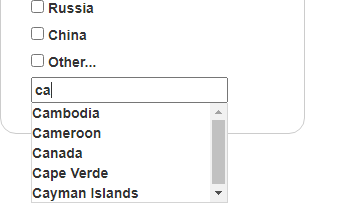 Russia
China
Other...
ca
Cambodia
Cameroon
Canada
Cape Verde
Cayman Islands